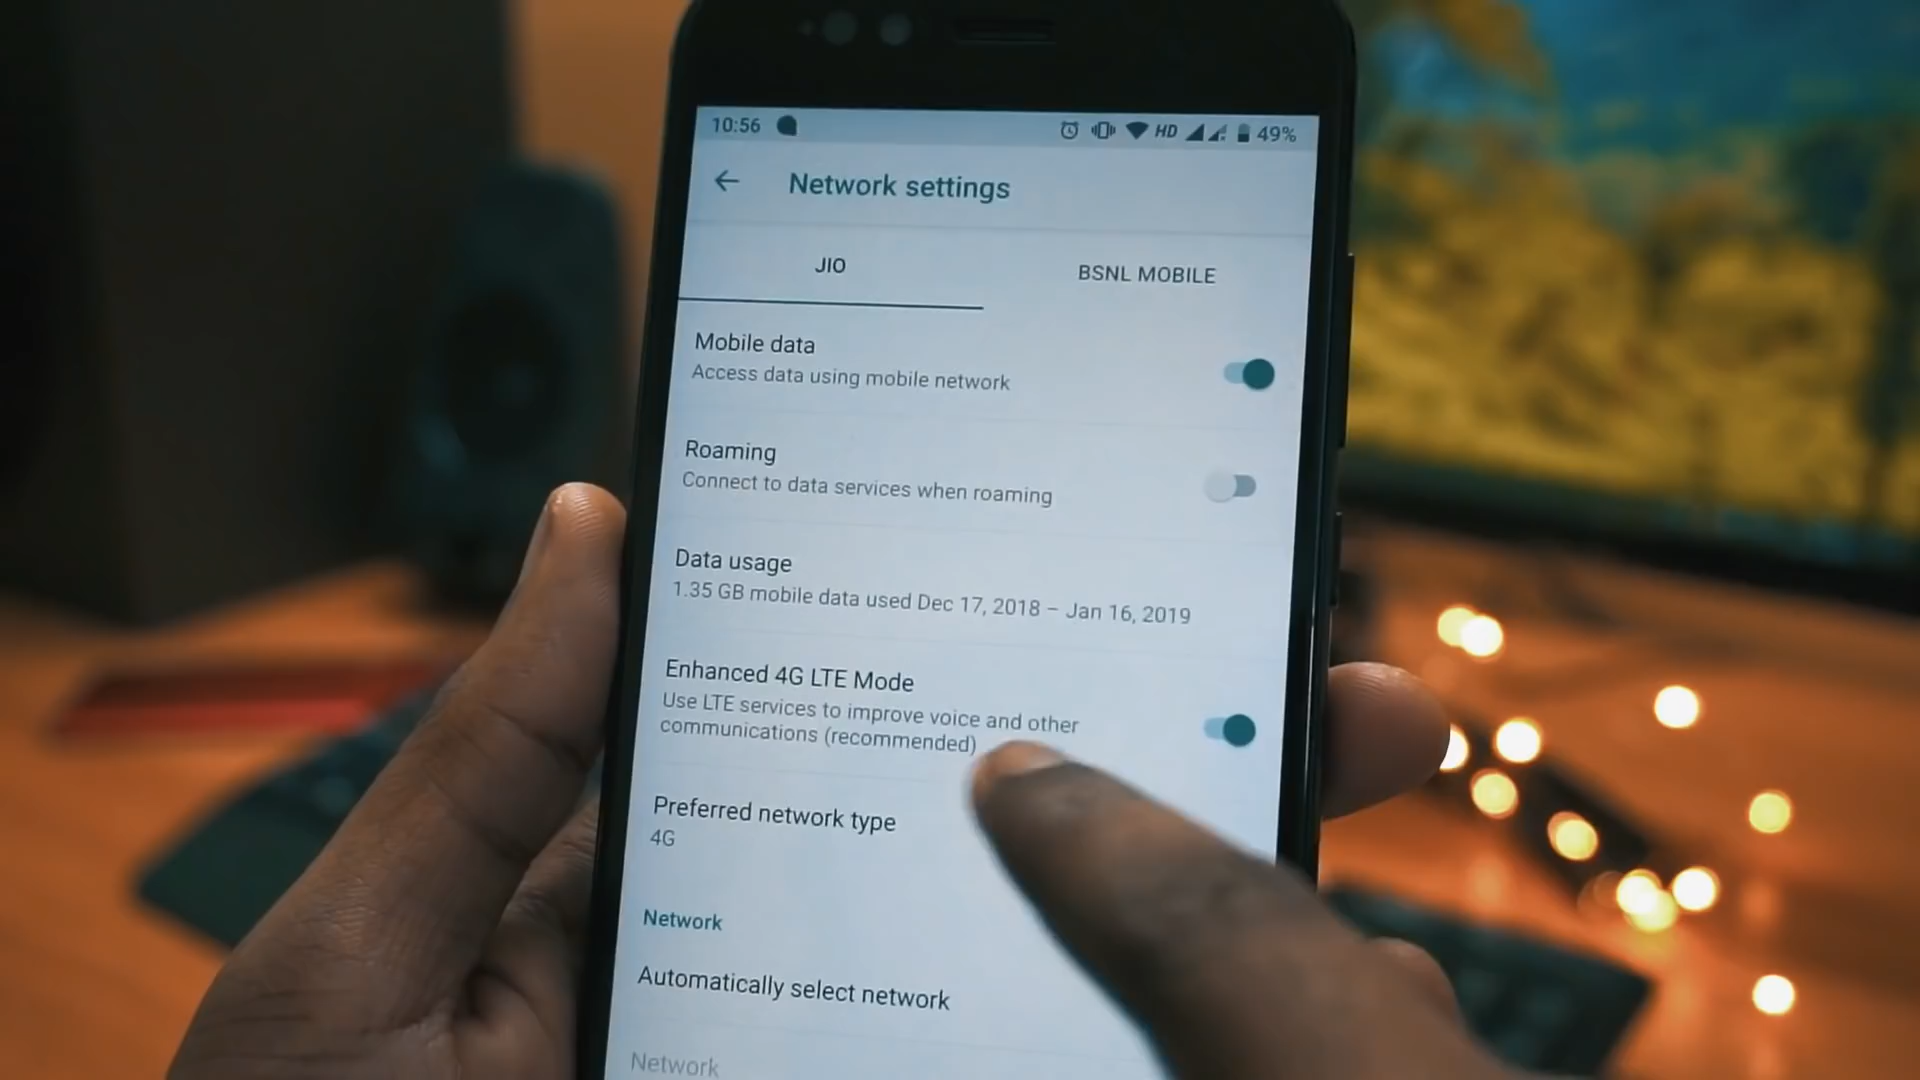 10:56 HD 49%
Network settings
JIO BSNL MOBILE
Mobile data
Access data using mobile network
Roaming
Connect to data services when roaming
Data usage
1.35 GB mobile data used Dec 17, 2018 – Jan 16, 2019
Enhanced 4G LTE Mode
Use LTE services to improve voice and other
communications (recommended)
Preferred network type
4G
Network
Automatically select network
Network